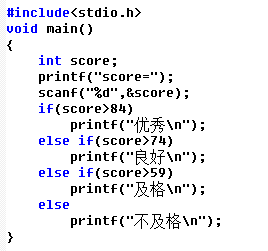 #include<stdio.h>
void main()
{
    int score;
    printf("score=");
    scanf("%d",&score);
    if(score>84)
        printf("优秀\n");
    else if(score>74)
        printf("良好\n");
    else if(score>59)
        printf("及格\n");
    else
        printf("不及格\n");
}